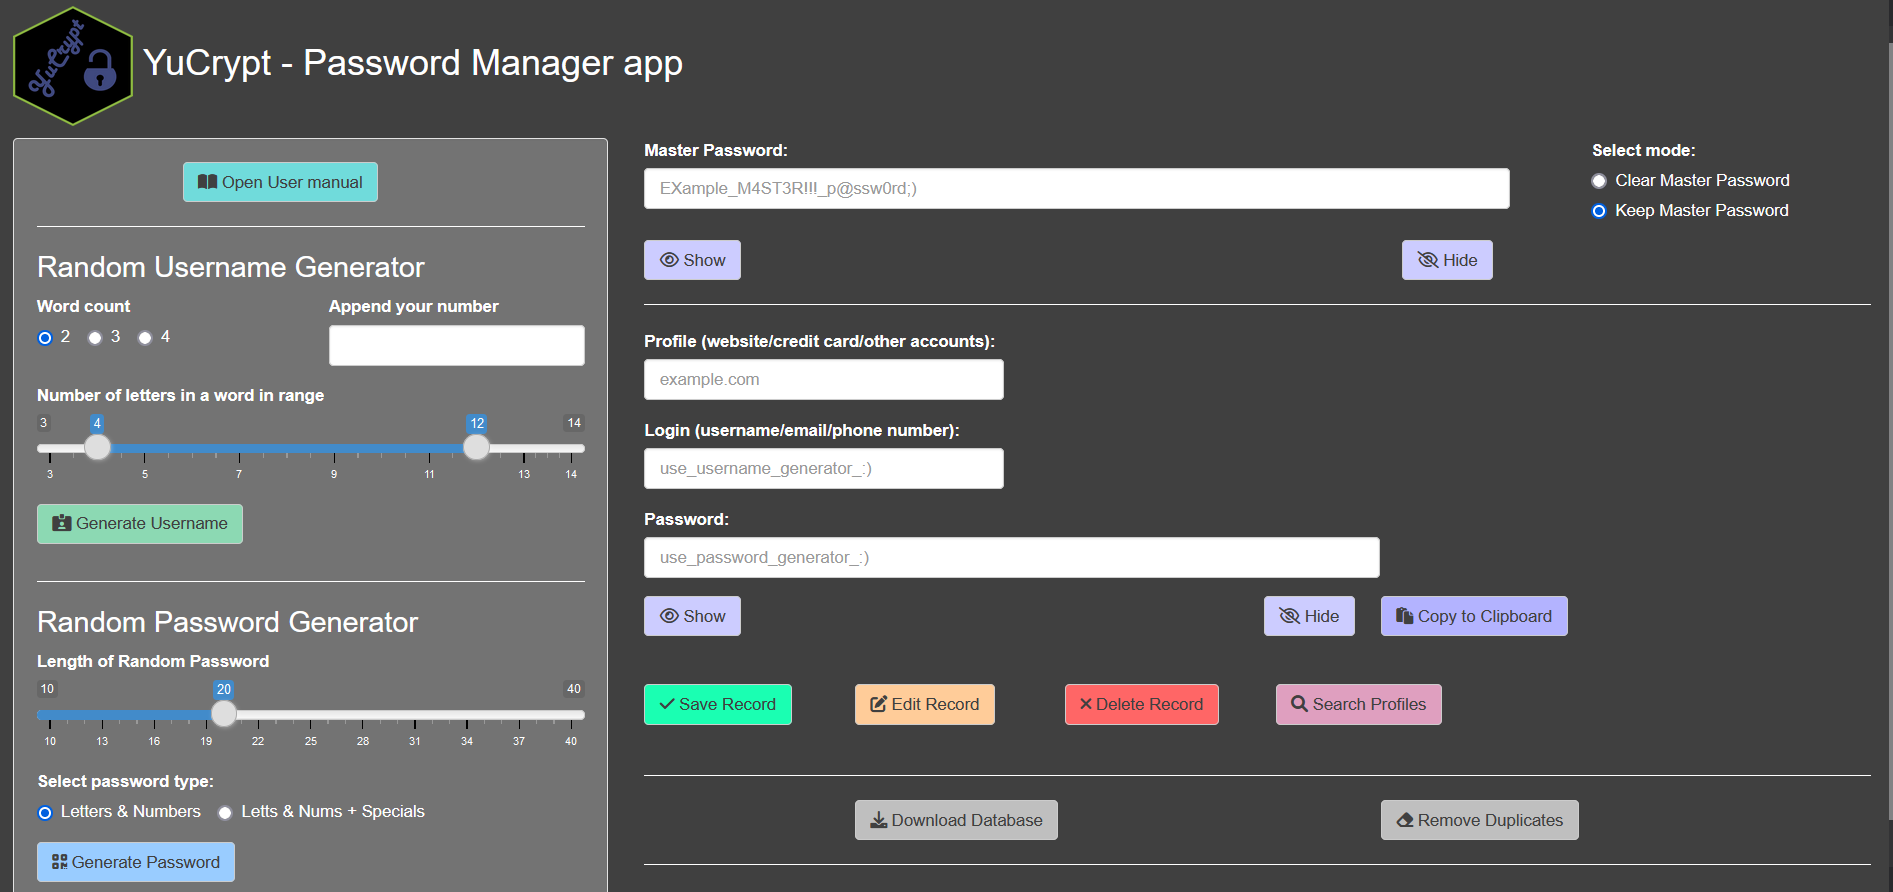 YuCrypt
YuCrypt - Password Manager app
Open User manual
Random Username Generator
Word count
2 3 4
Append your number
Number of letters in a word in range
3 4 12 14
3 5 7 9 11 13 14
Generate Username
Random Password Generator
Length of Random Password
10 20 40
10 13 16 19 22 25 28 31 34 37 40
Select password type:
Letters & Numbers Letts & Nums + Specials
Generate Password
Master Password:
EXample_M4ST3R!!!_p@ssw0rd;)
Show Hide
Select mode:
Clear Master Password
Keep Master Password
Profile (website/credit card/other accounts):
example.com
Login (username/email/phone number):
use_username_generator_:)
Password:
use_password_generator_:)
Show Hide Copy to Clipboard
Save Record Edit Record Delete Record Search Profiles
Download Database Remove Duplicates